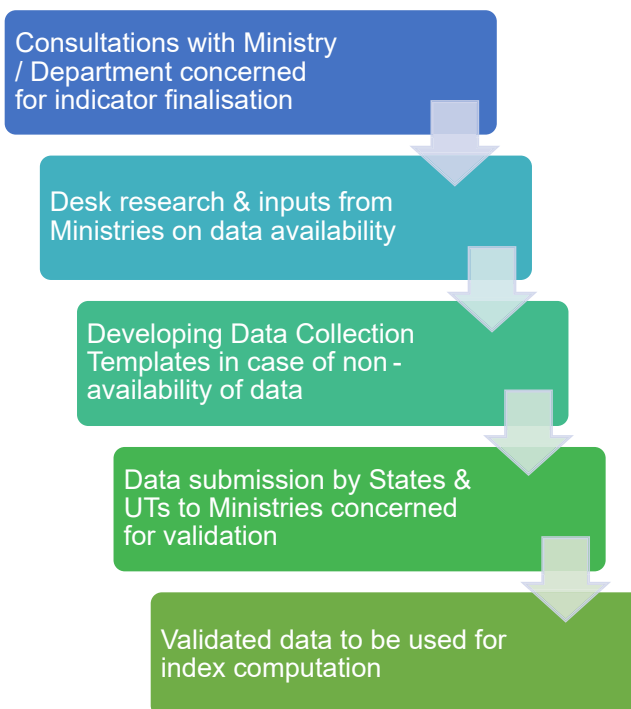 Consultations with Ministry
/ Department concerned
for indicator finalisation
Desk research & inputs from
Ministries on data availability
Developing Data Collection
Templates in case of non -
availability of data
Data submission by States &
UTs to Ministries concerned
for validation
Validated data to be used for
index computation